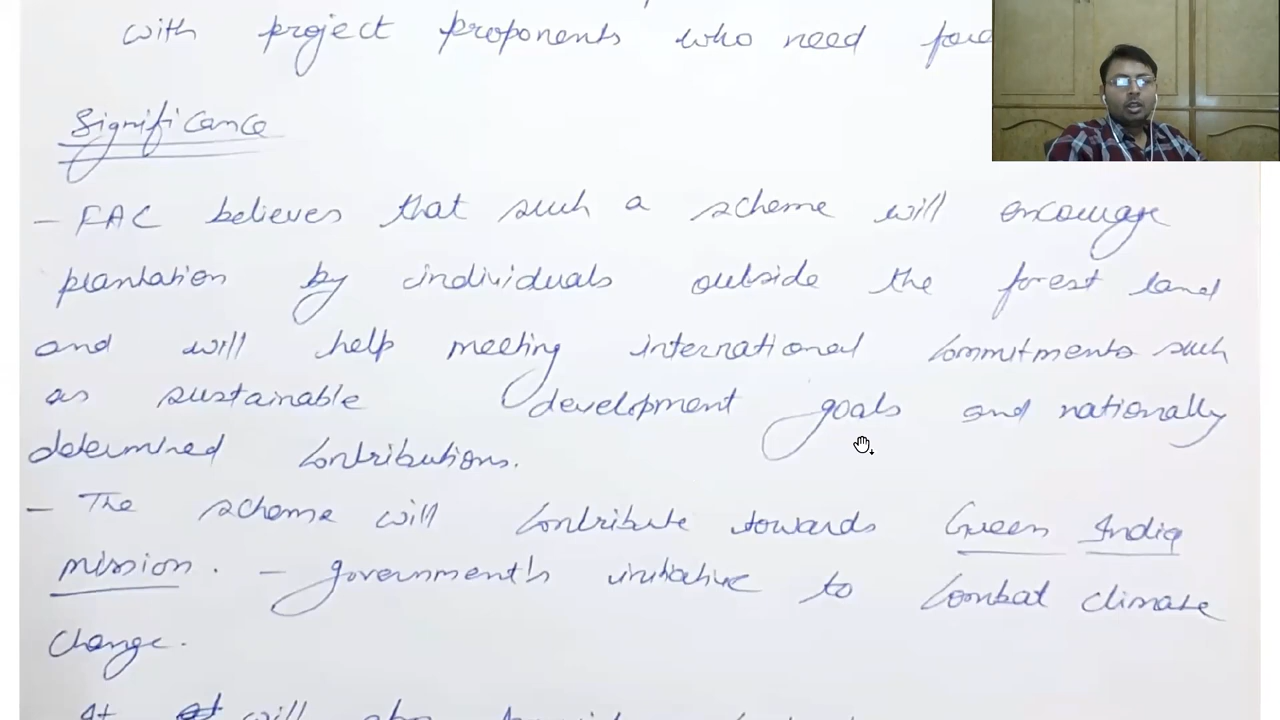 with project proponents who need
Significance
- FAC believes that such a scheme will encourage
plantation by individuals outside the forest land
and will help meeting international commitments such
as sustainable development goals and nationally
determined contributions.
- The scheme will contribute towards Green India
mission. - government's initiative to combat climate
change.
will also